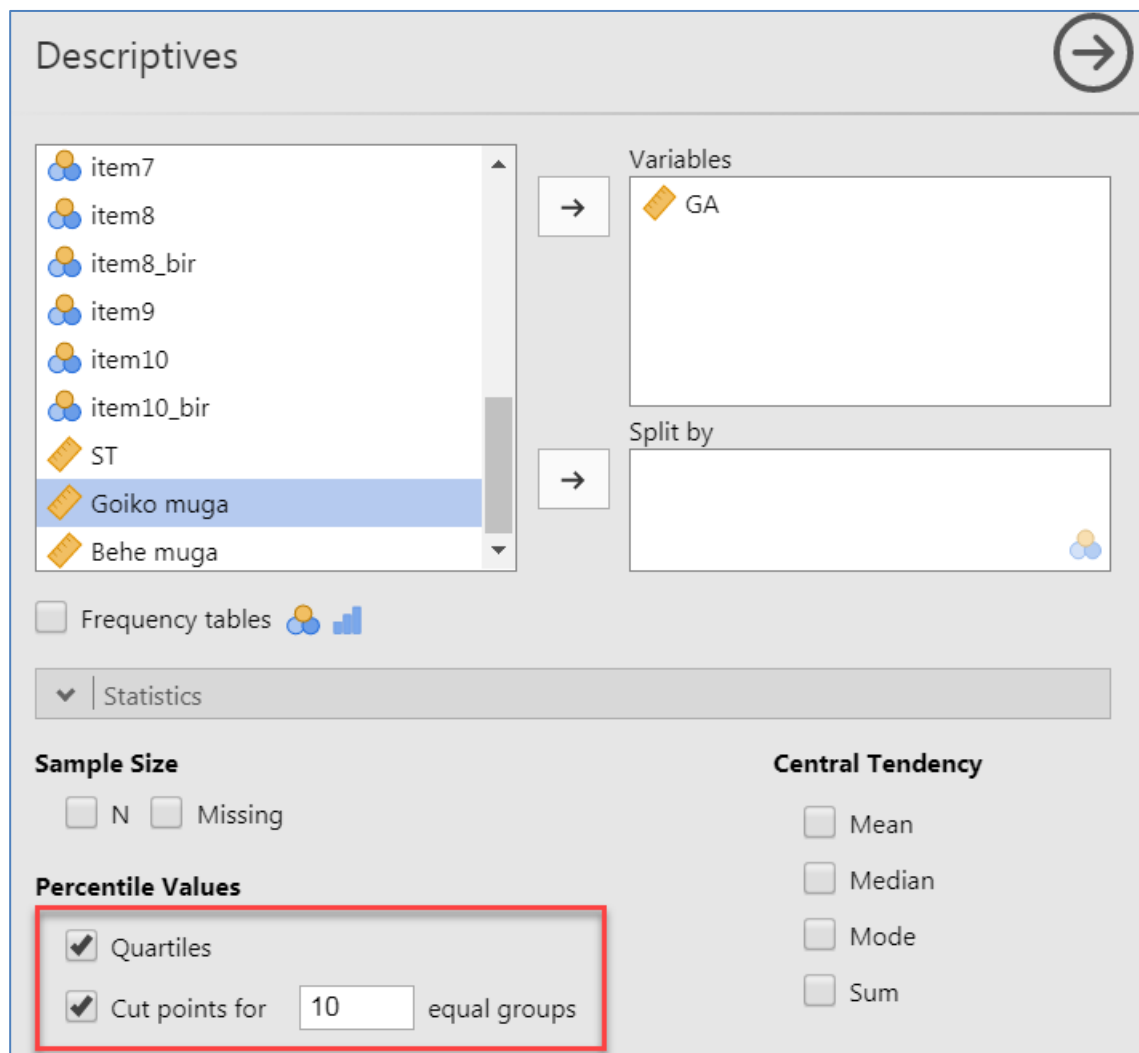 Descriptives
item7
item8
item8_bir
item9
item10
item10_bir
ST
Goiko muga
Behe muga
Variables
GA
Split by
Frequency tables
Statistics
Sample Size
N Missing
Percentile Values
Quartiles
Cut points for 10 equal groups
Central Tendency
Mean
Median
Mode
Sum